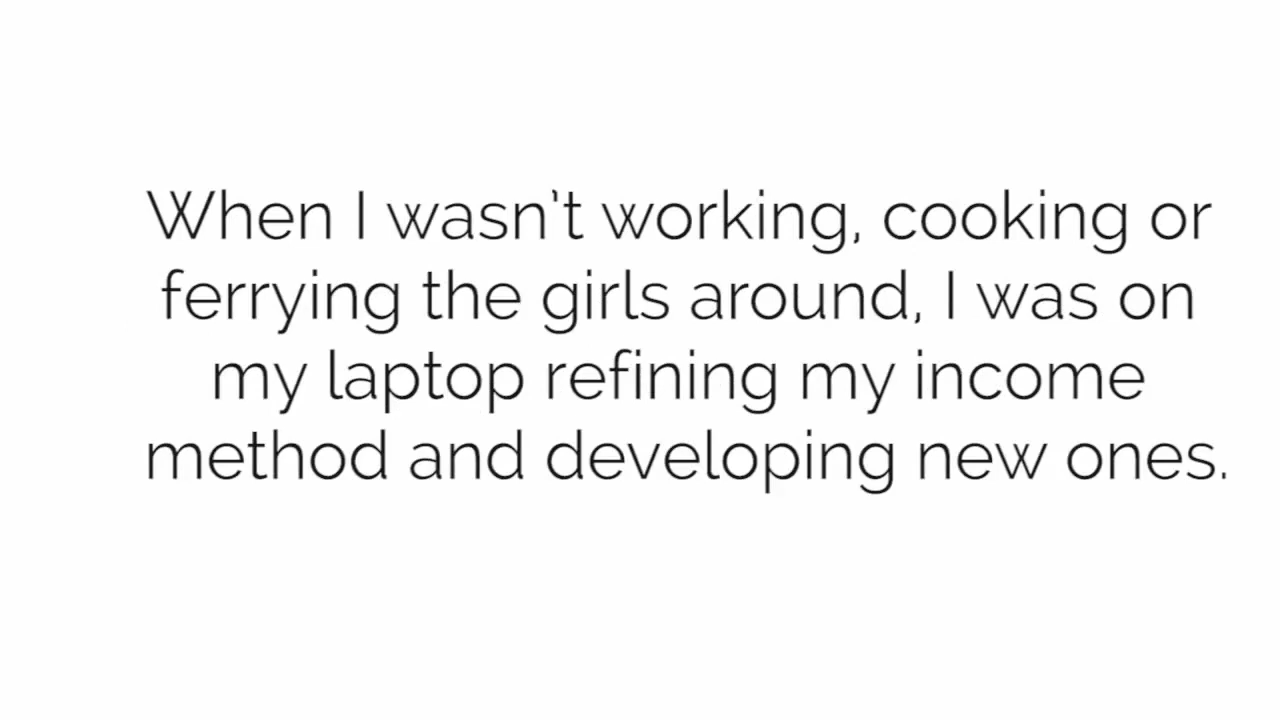 When I wasn't working, cooking or
ferrying the girls around, I was on
my laptop refining my income
method and developing new ones.